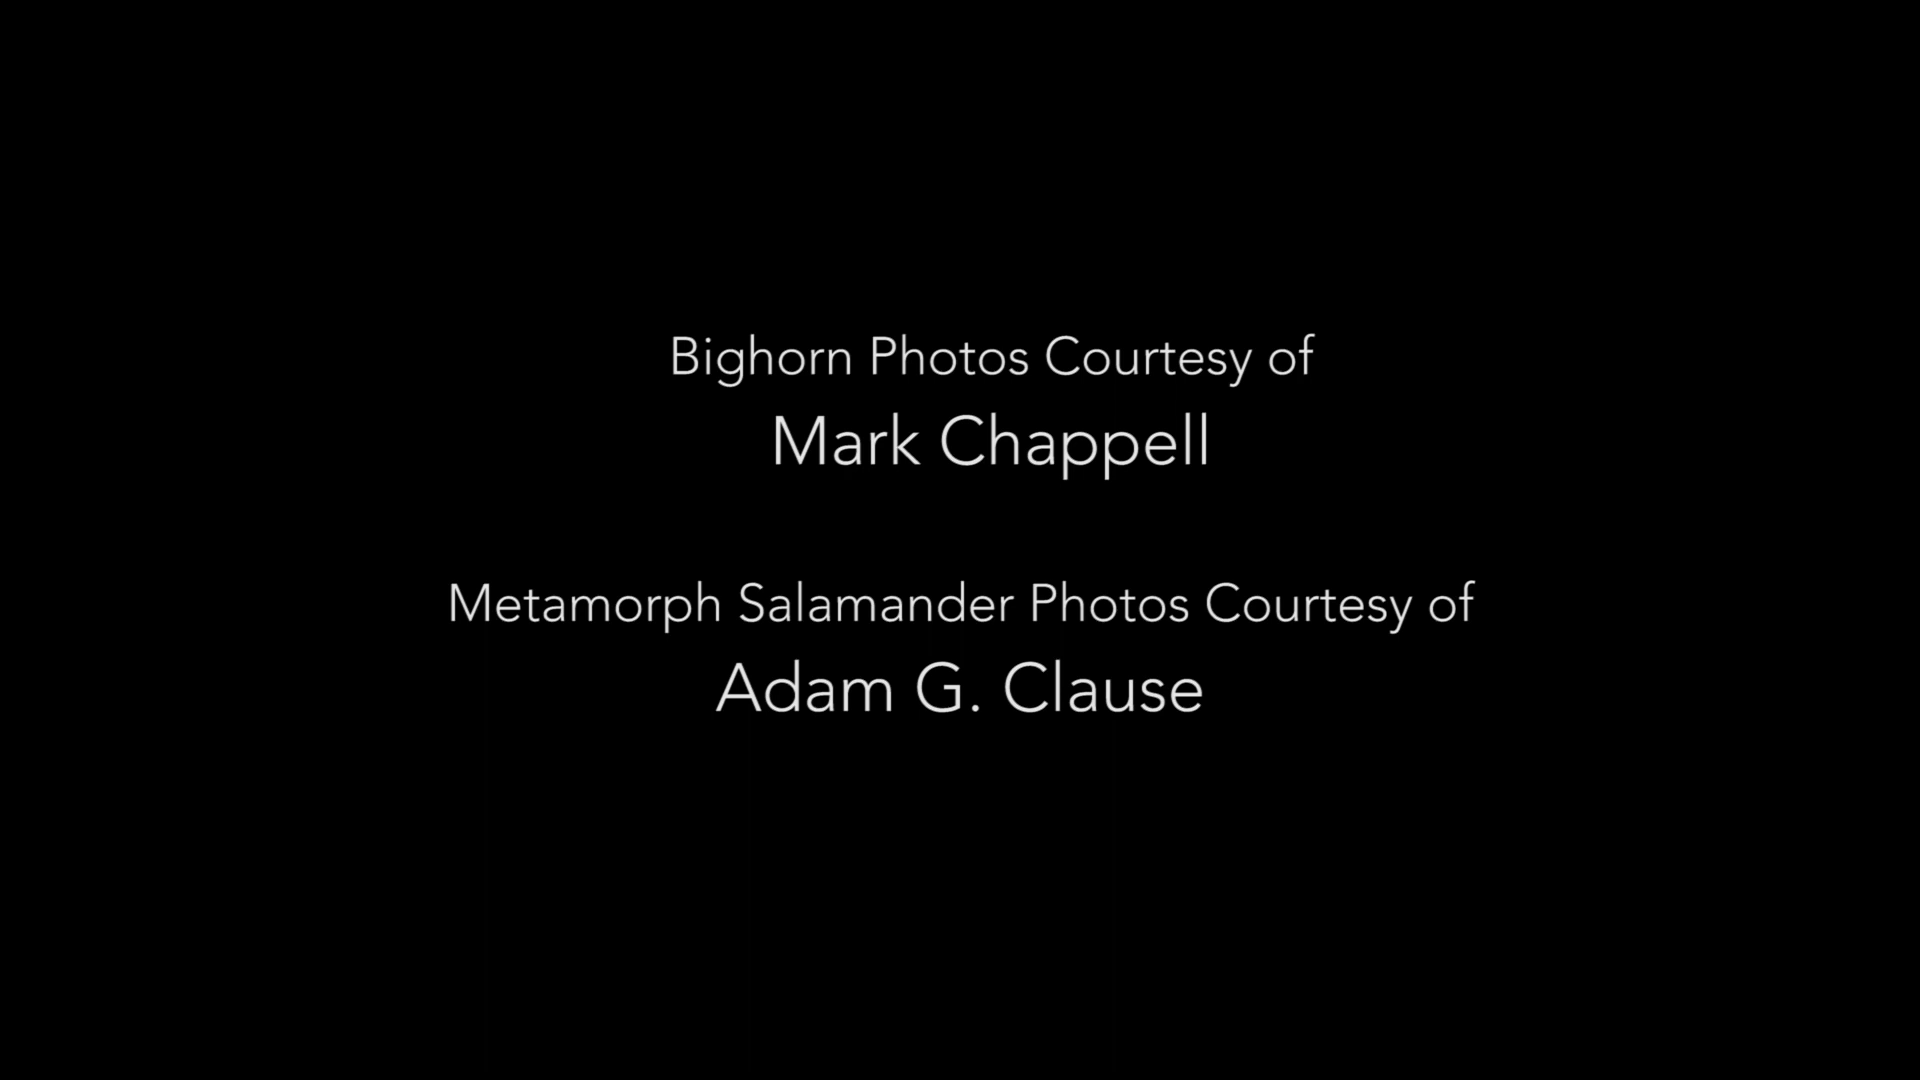 Bighorn Photos Courtesy of
Mark Chappell
Metamorph Salamander Photos Courtesy of
Adam G. Clause